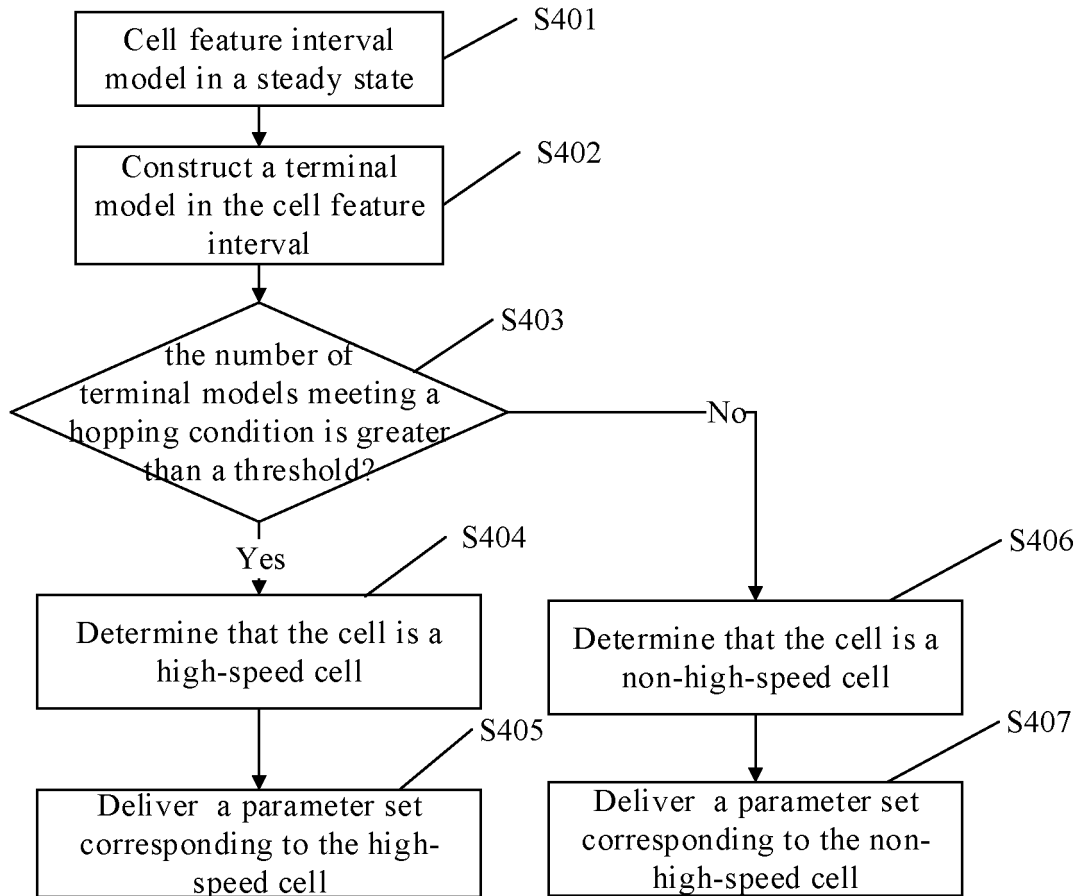 Cell feature interval
model in a steady state
S401
Construct a terminal
model in the cell feature
interval
S402
the number of
terminal models meeting a
hopping condition is greater
than a threshold?
S403
No
Yes
S404
Determine that the cell is a
high-speed cell
S406
Determine that the cell is a
non-high-speed cell
S405
Deliver a parameter set
corresponding to the high-
speed cell
S407
Deliver a parameter set
corresponding to the non-
high-speed cell